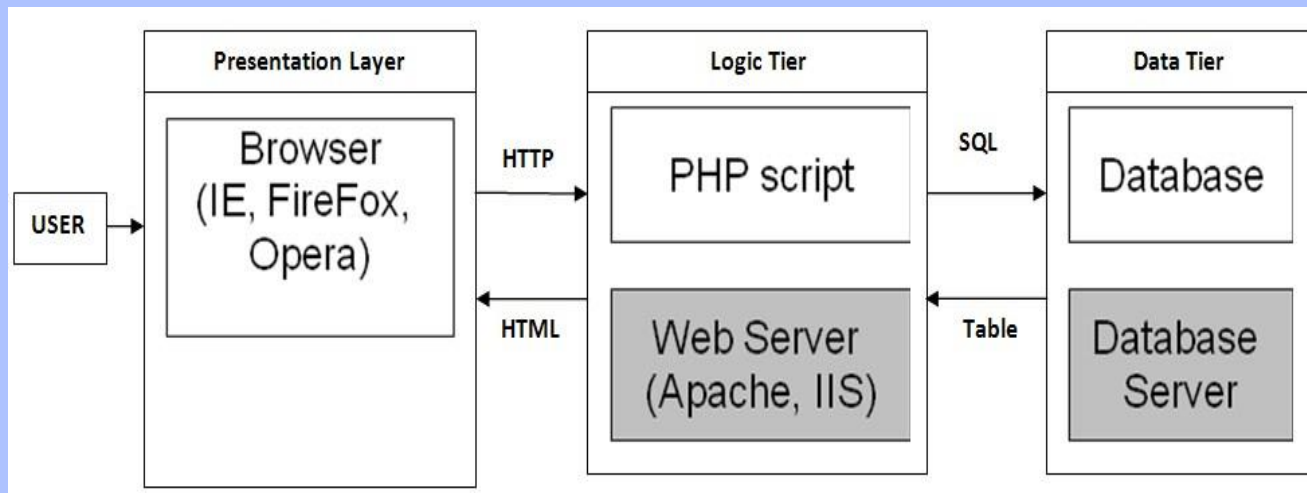 Presentation Layer
Logic Tier
Data Tier
USER
Browser
(IE, FireFox,
Opera)
HTTP
HTML
PHP script
Web Server
(Apache, IIS)
SQL
Table
Database
Database
Server